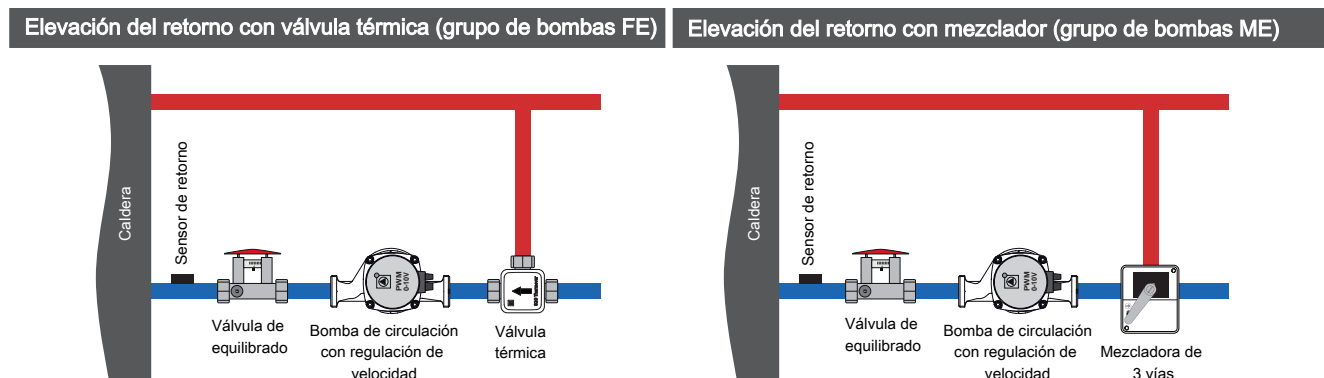 Elevación del retorno con válvula térmica (grupo de bombas FE)
Caldera
Sensor de retorno
PWM
0-10V
Válvula de
equilibrado
Bomba de circulación
con regulación de
velocidad
Válvula
térmica
Elevación del retorno con mezclador (grupo de bombas ME)
Caldera
Sensor de retorno
PWM
0-10V
Válvula de
equilibrado
Bomba de circulación
con regulación de
velocidad
Mezcladora de
3 vías